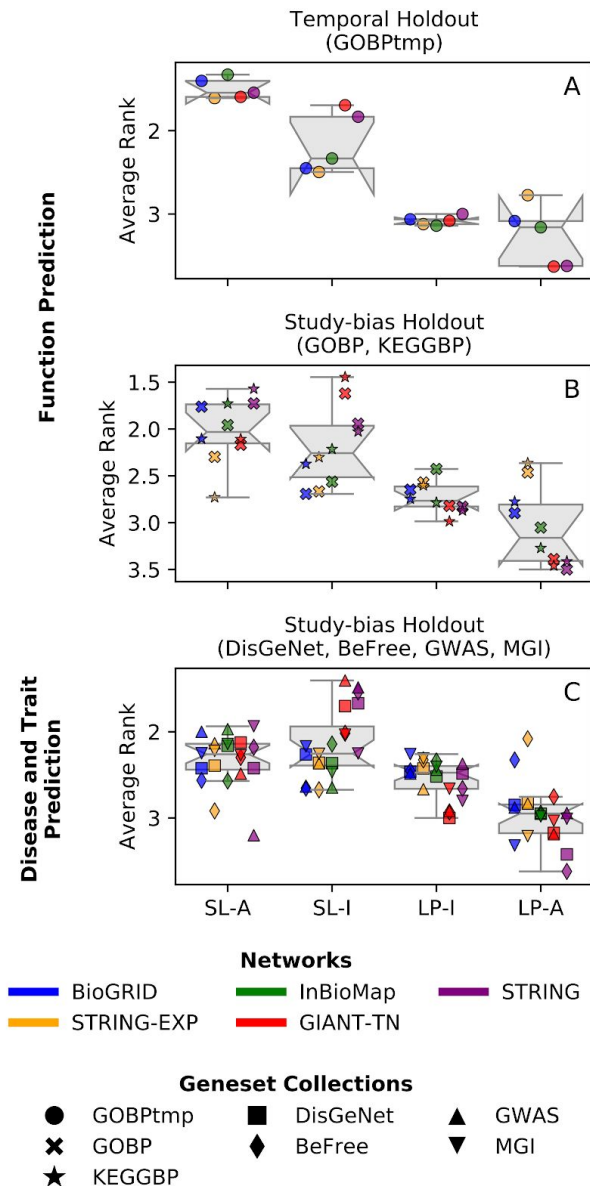 Temporal Holdout
(GOBPtmp)
A
2
3
Average Rank
Function Prediction
Study-bias Holdout
(GOBP, KEGGBP)
B
1.5
2.0
2.5
3.0
3.5
Average Rank
Study-bias Holdout
(DisGeNet, BeFree, GWAS, MGI)
C
2
3
Average Rank
Disease and Trait
Prediction
SL-A SL-I LP-I LP-A
Networks
BioGRID InBioMap STRING
STRING-EXP GIANT-TN
Geneset Collections
GOBPtmp DisGeNet GWAS
GOBP BeFree MGI
KEGGBP